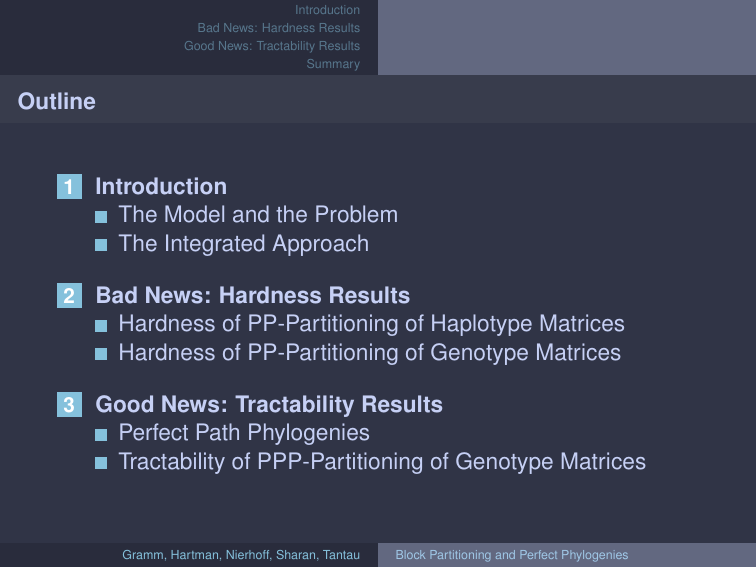 Introduction
Bad News: Hardness Results
Good News: Tractability Results
Summary
Outline
1 Introduction
The Model and the Problem
The Integrated Approach
2 Bad News: Hardness Results
Hardness of PP-Partitioning of Haplotype Matrices
Hardness of PP-Partitioning of Genotype Matrices
3 Good News: Tractability Results
Perfect Path Phylogenies
Tractability of PPP-Partitioning of Genotype Matrices
Gramm, Hartman, Nierhoff, Sharan, Tantau
Block Partitioning and Perfect Phylogenies